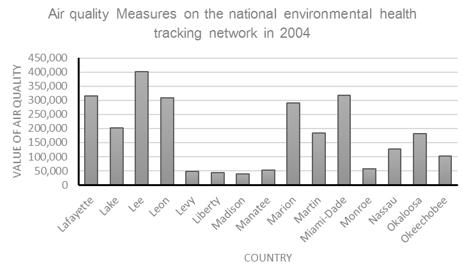 Air quality Measures on the national environmental health
tracking network in 2004
VALUE OF AIR QUALITY
450,000
400,000
350,000
300,000
250,000
200,000
150,000
100,000
50,000
0
Lafayette
Lake
Lee
Leon
Levy
Liberty
Madison
Manatee
Marion
Martin
Miami-Dade
Monroe
Nassau
Okaloosa
Okeechobee
COUNTRY